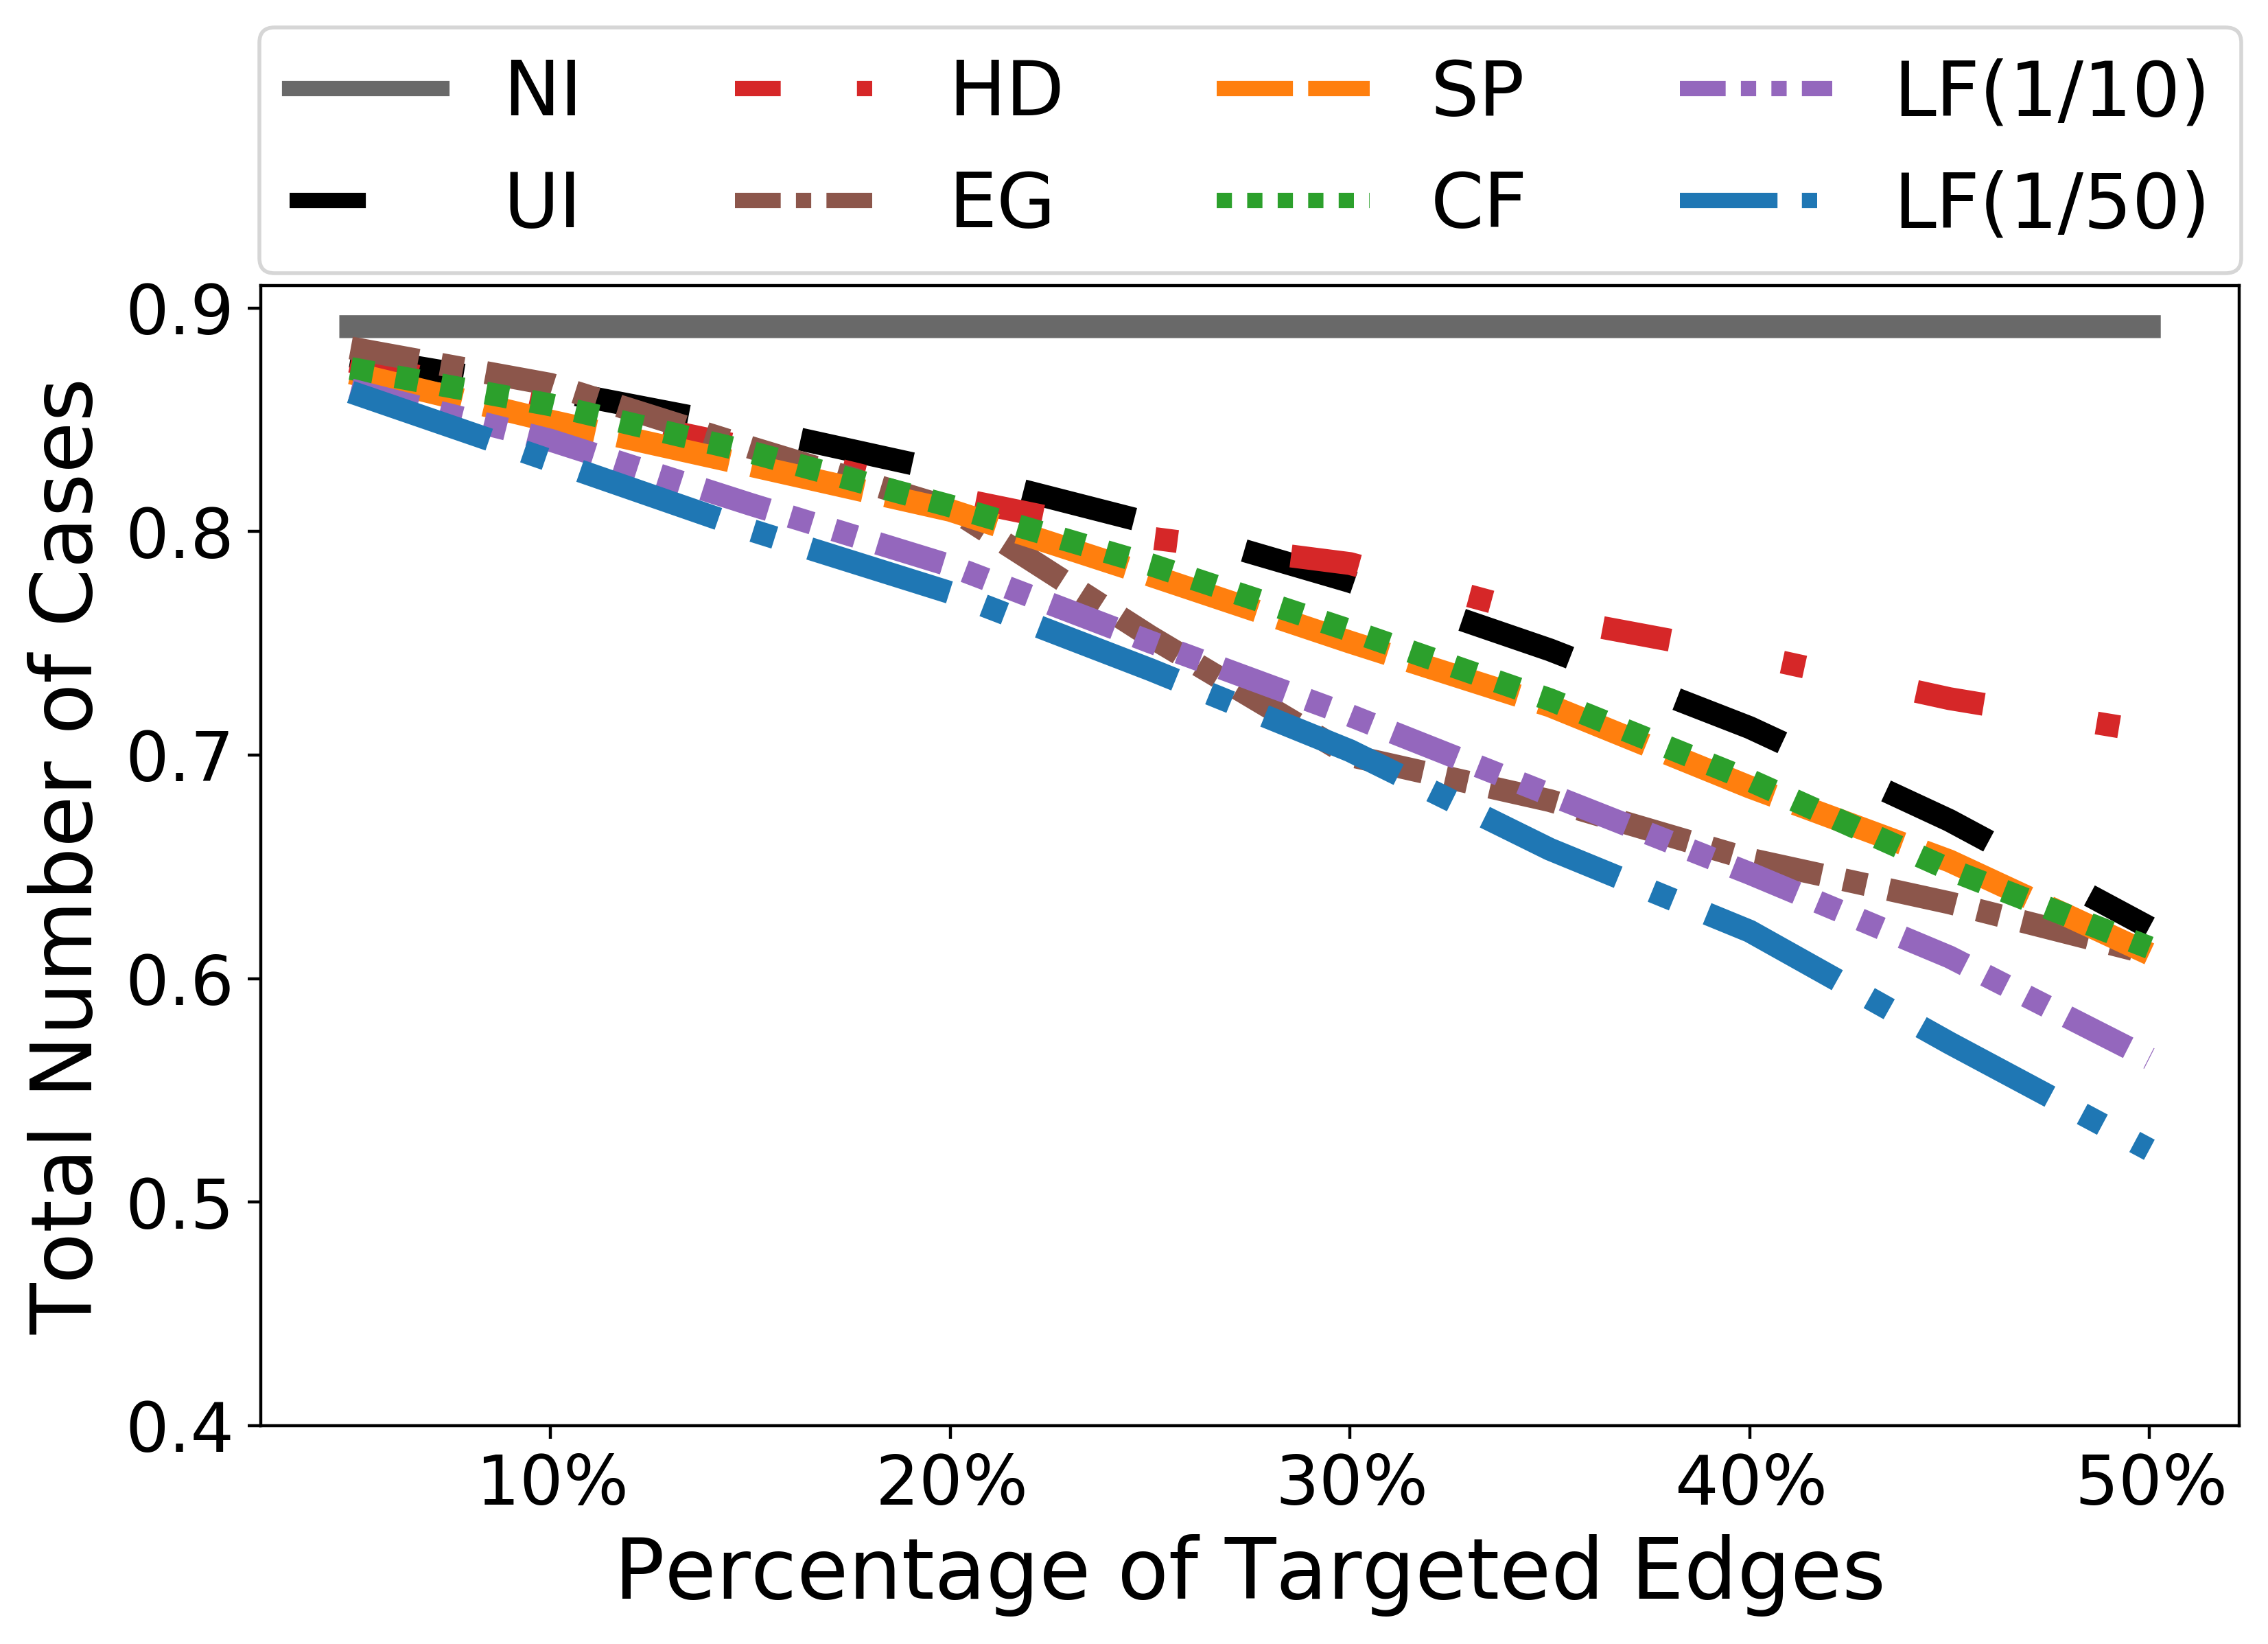 NI HD SP LF(1/10)
UI EG CF LF(1/50)
Total Number of Cases
0.9
0.8
0.7
0.6
0.5
0.4
10% 20% 30% 40% 50%
Percentage of Targeted Edges